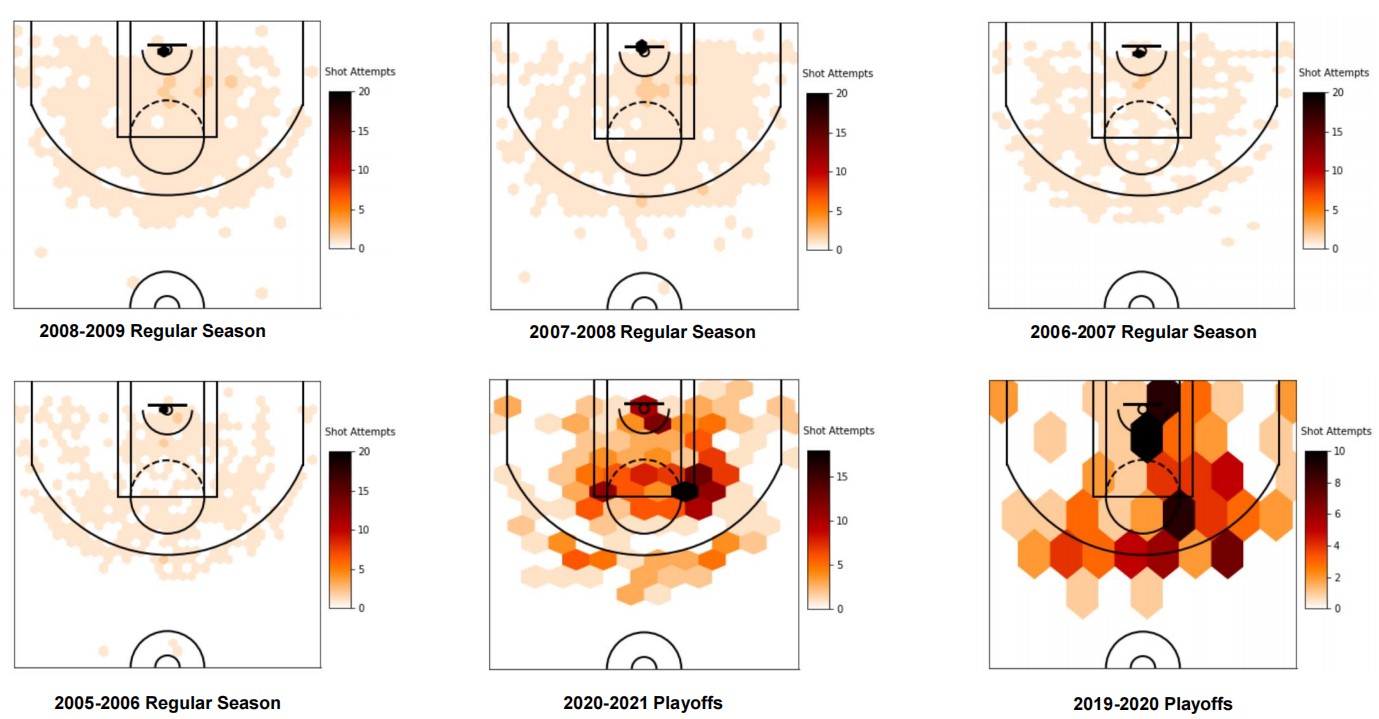 Shot Attempts
20
15
10
5
0
2008-2009 Regular Season
Shot Attempts
20
15
10
5
0
2007-2008 Regular Season
Shot Attempts
20
15
10
5
0
2006-2007 Regular Season
Shot Attempts
20
15
10
5
0
2005-2006 Regular Season
Shot Attempts
15
10
5
0
2020-2021 Playoffs
Shot Attempts
10
8
6
4
2
0
2019-2020 Playoffs